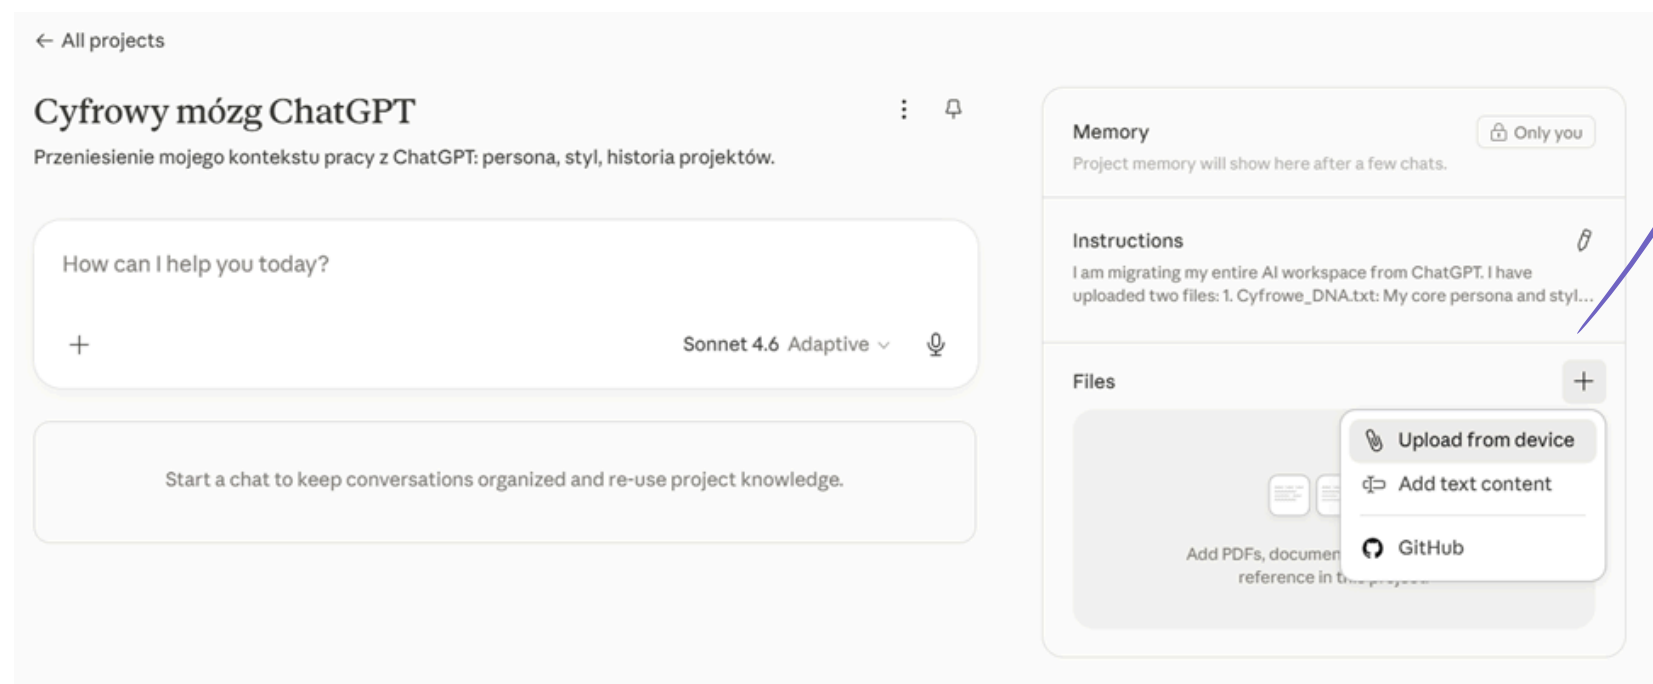 ← All projects
Cyfrowy mózg ChatGPT
Przeniesienie mojego kontekstu pracy z ChatGPT: persona, styl, historia projektów.
How can I help you today?
Sonnet 4.6 Adaptive
Start a chat to keep conversations organized and re-use project knowledge.
Memory
Only you
Project memory will show here after a few chats.
Instructions
I am migrating my entire AI workspace from ChatGPT. I have
uploaded two files: 1. Cyfrowe_DNA.txt: My core persona and styl...
Files
Upload from device
Add text content
GitHub
Add PDFs, documen
reference in